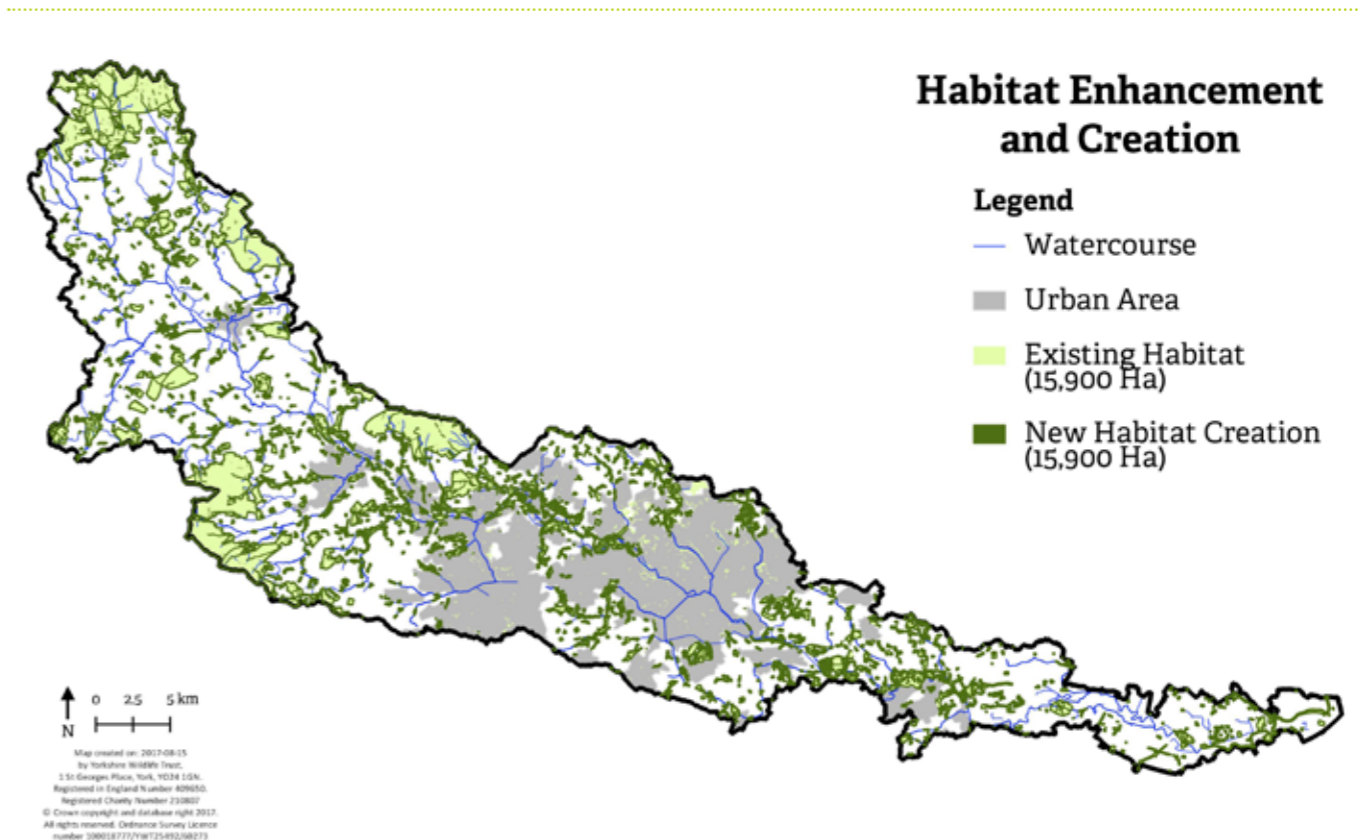 Habitat Enhancement
and Creation
Legend
Watercourse
Urban Area
Existing Habitat
(15,900 Ha)
New Habitat Creation
(15,900 Ha)
0 2.5 5 km
N
Map created on: 2017-08-15
by Yorkshire Wildlife Trust,
1 St Georges Place, York, YO24 1GN.
Registered in England Number 409650.
Registered Charity Number 210807
© Crown copyright and database right 2017.
All rights reserved. Ordnance Survey Licence
number